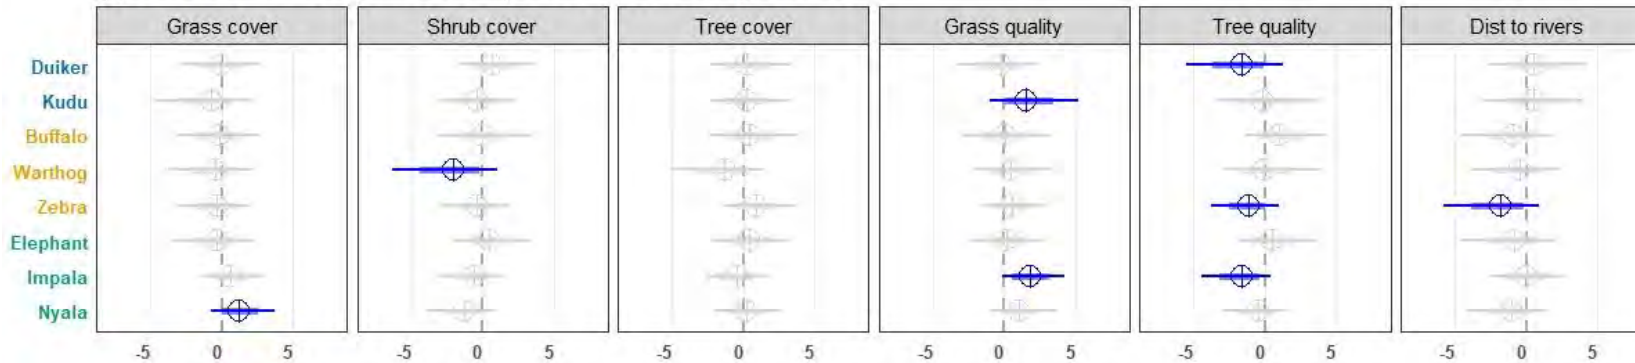 Grass cover Shrub cover Tree cover Grass quality Tree quality Dist to rivers
Duiker
Kudu
Buffalo
Warthog
Zebra
Elephant
Impala
Nyala
-5 0 5 -5 0 5 -5 0 5 -5 0 5 -5 0 5 -5 0 5